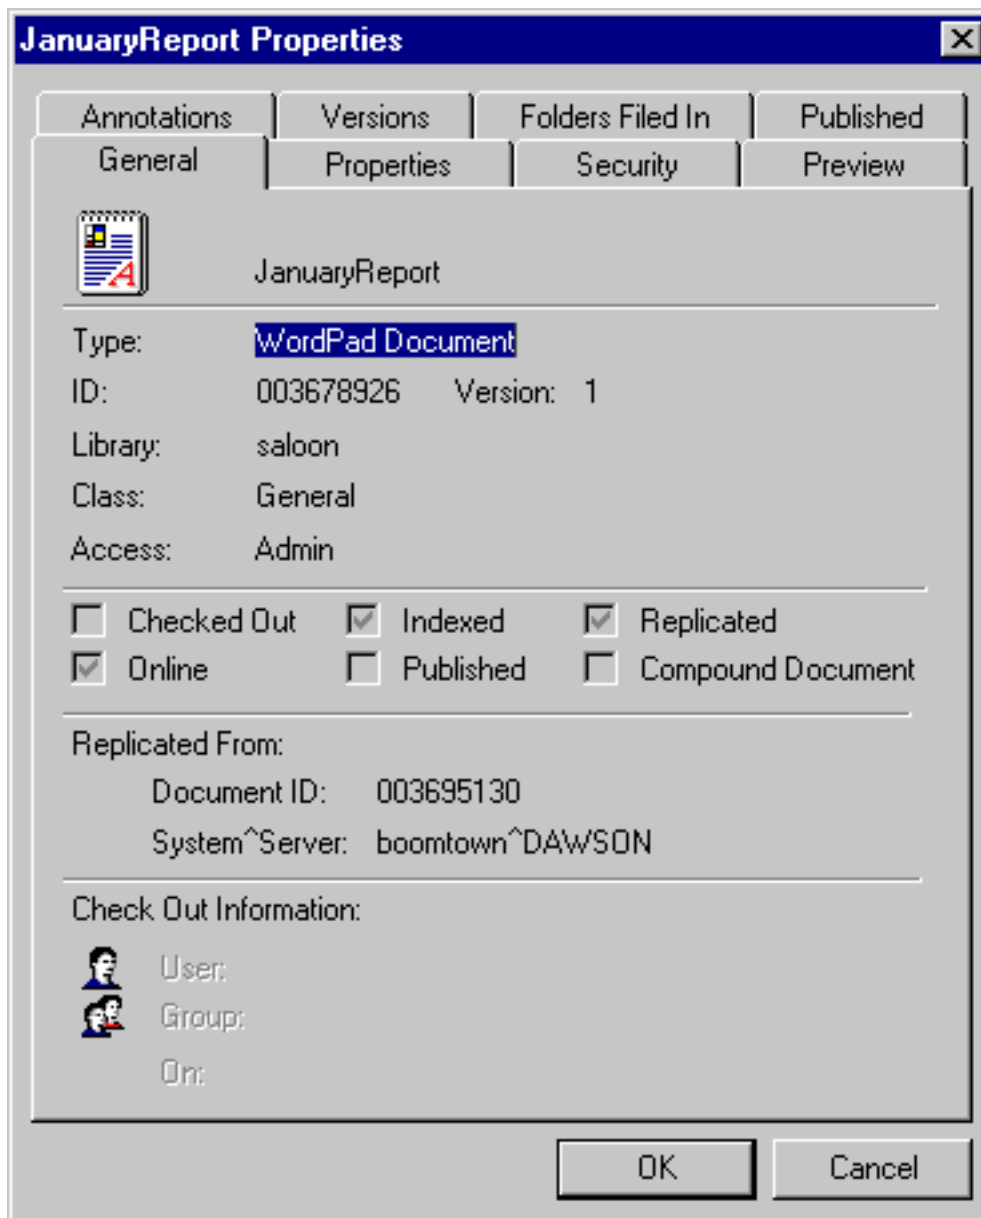 JanuaryReport Properties
Annotations Versions Folders Filed In Published
General Properties Security Preview
JanuaryReport
Type: WordPad Document
ID: 003678926 Version: 1
Library: saloon
Class: General
Access: Admin
Checked Out Indexed Replicated
Online Published Compound Document
Replicated From:
Document ID: 003695130
System^Server: boomtown^DAWSON
Check Out Information:
User:
Group:
On:
OK Cancel